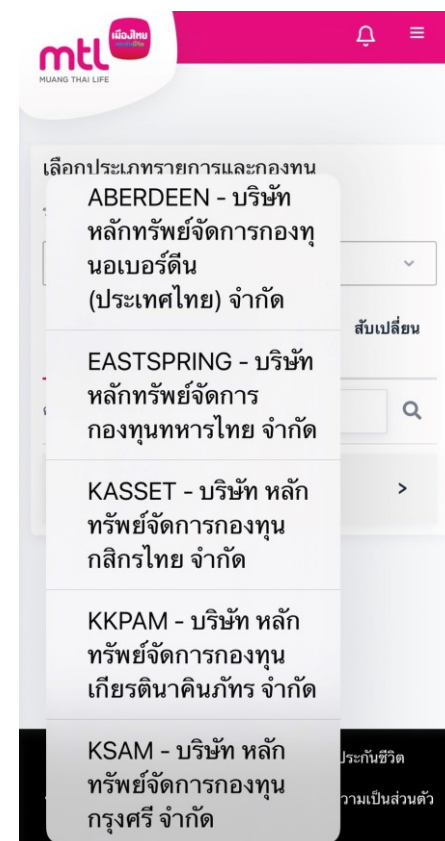 เมืองไทย
mtl
MUANG THAI LIFE
เลือกประเภทรายการและกองทุน
ABERDEEN - บริษัท
หลักทรัพย์จัดการกองทุ
นอเบอร์ดีน
(ประเทศไทย) จำกัด
สับเปลี่ยน
EASTSPRING - บริษัท
หลักทรัพย์จัดการ
กองทุนทหารไทย จำกัด
KASSET - บริษัท หลัก
ทรัพย์จัดการกองทุน
กสิกรไทย จำกัด
KKPAM - บริษัท หลัก
ทรัพย์จัดการกองทุน
เกียรตินาคินภัทร จำกัด
KSAM - บริษัท หลัก
ทรัพย์จัดการกองทุน
กรุงศรี จำกัด
ประกันชีวิต
วามเป็นส่วนตัว